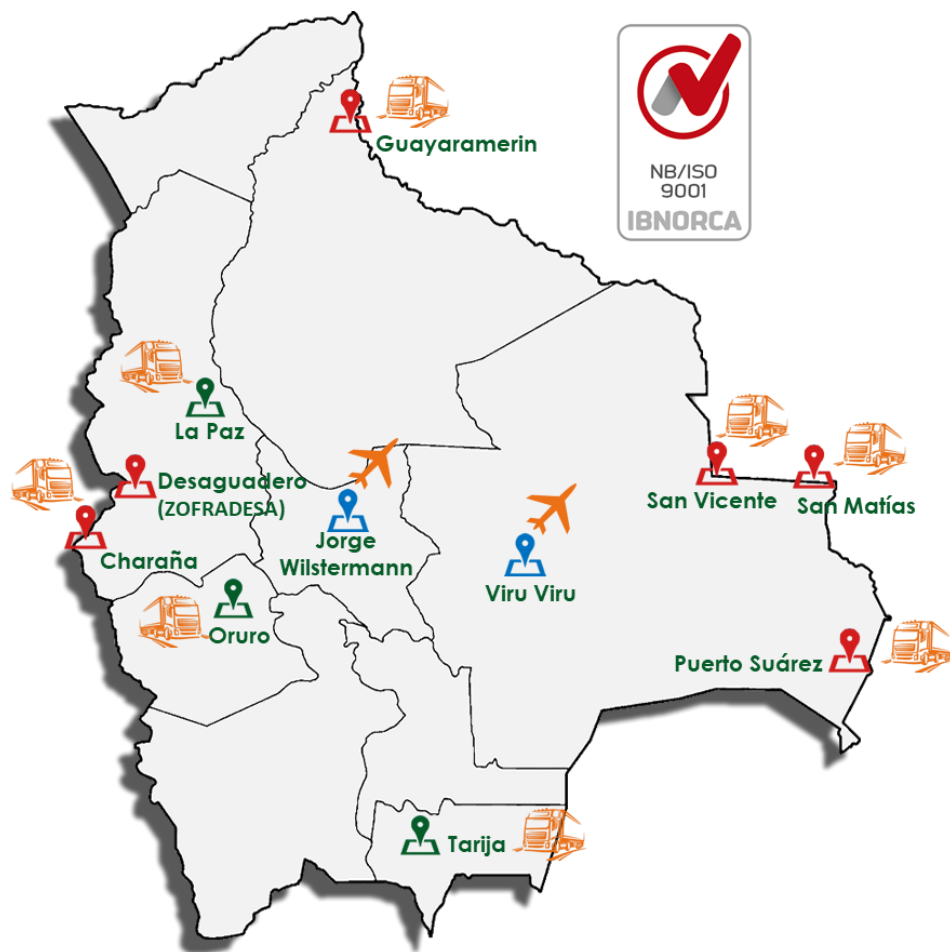 Guayaramerin
NB/ISO
9001
IBNORCA
La Paz
Desaguadero
(ZOFRADESA)
Charaña
Jorge
Wilstermann
Viru Viru
San Vicente
San Matías
Oruro
Puerto Suárez
Tarija